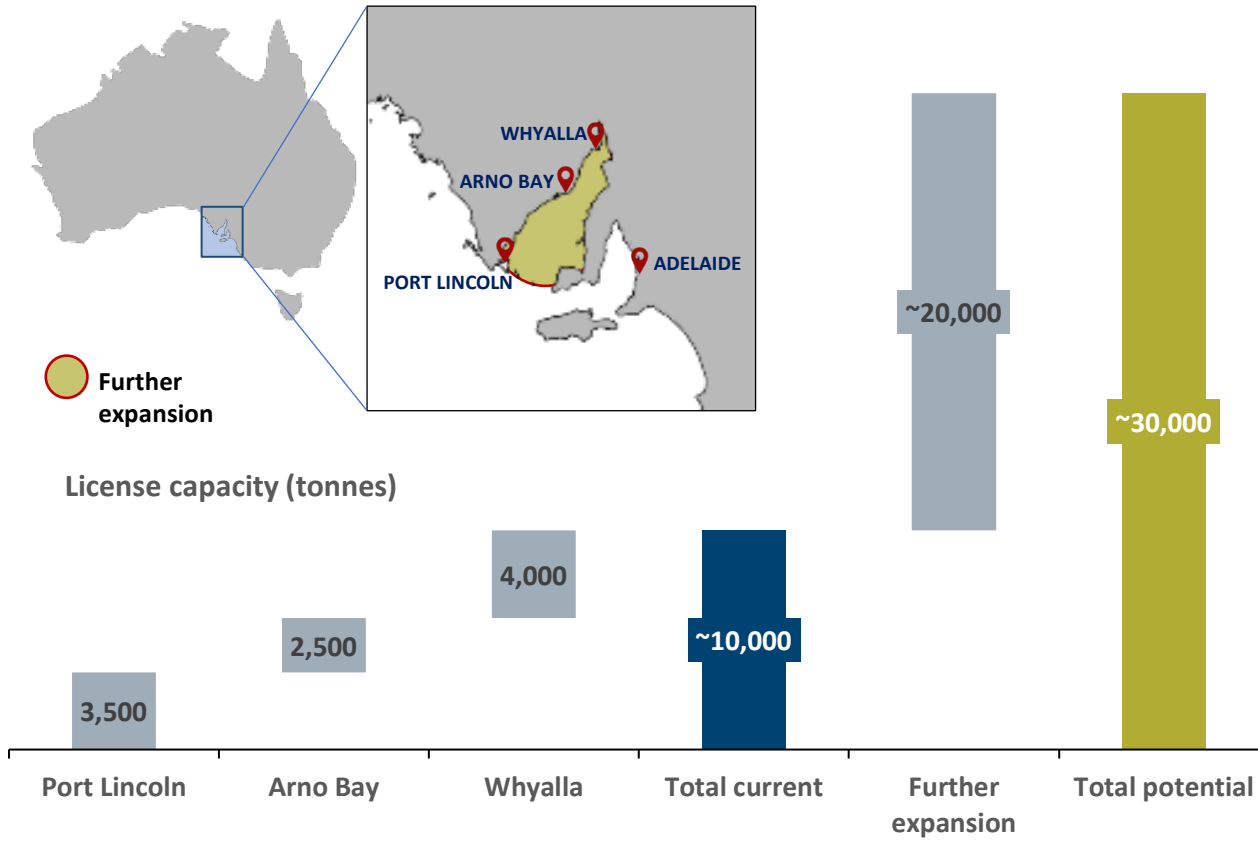 WHYALLA
ARNO BAY
PORT LINCOLN
ADELAIDE
Further
expansion
License capacity (tonnes)
3,500
2,500
4,000
~10,000
~20,000
~30,000
Port Lincoln
Arno Bay
Whyalla
Total current
Further
expansion
Total potential